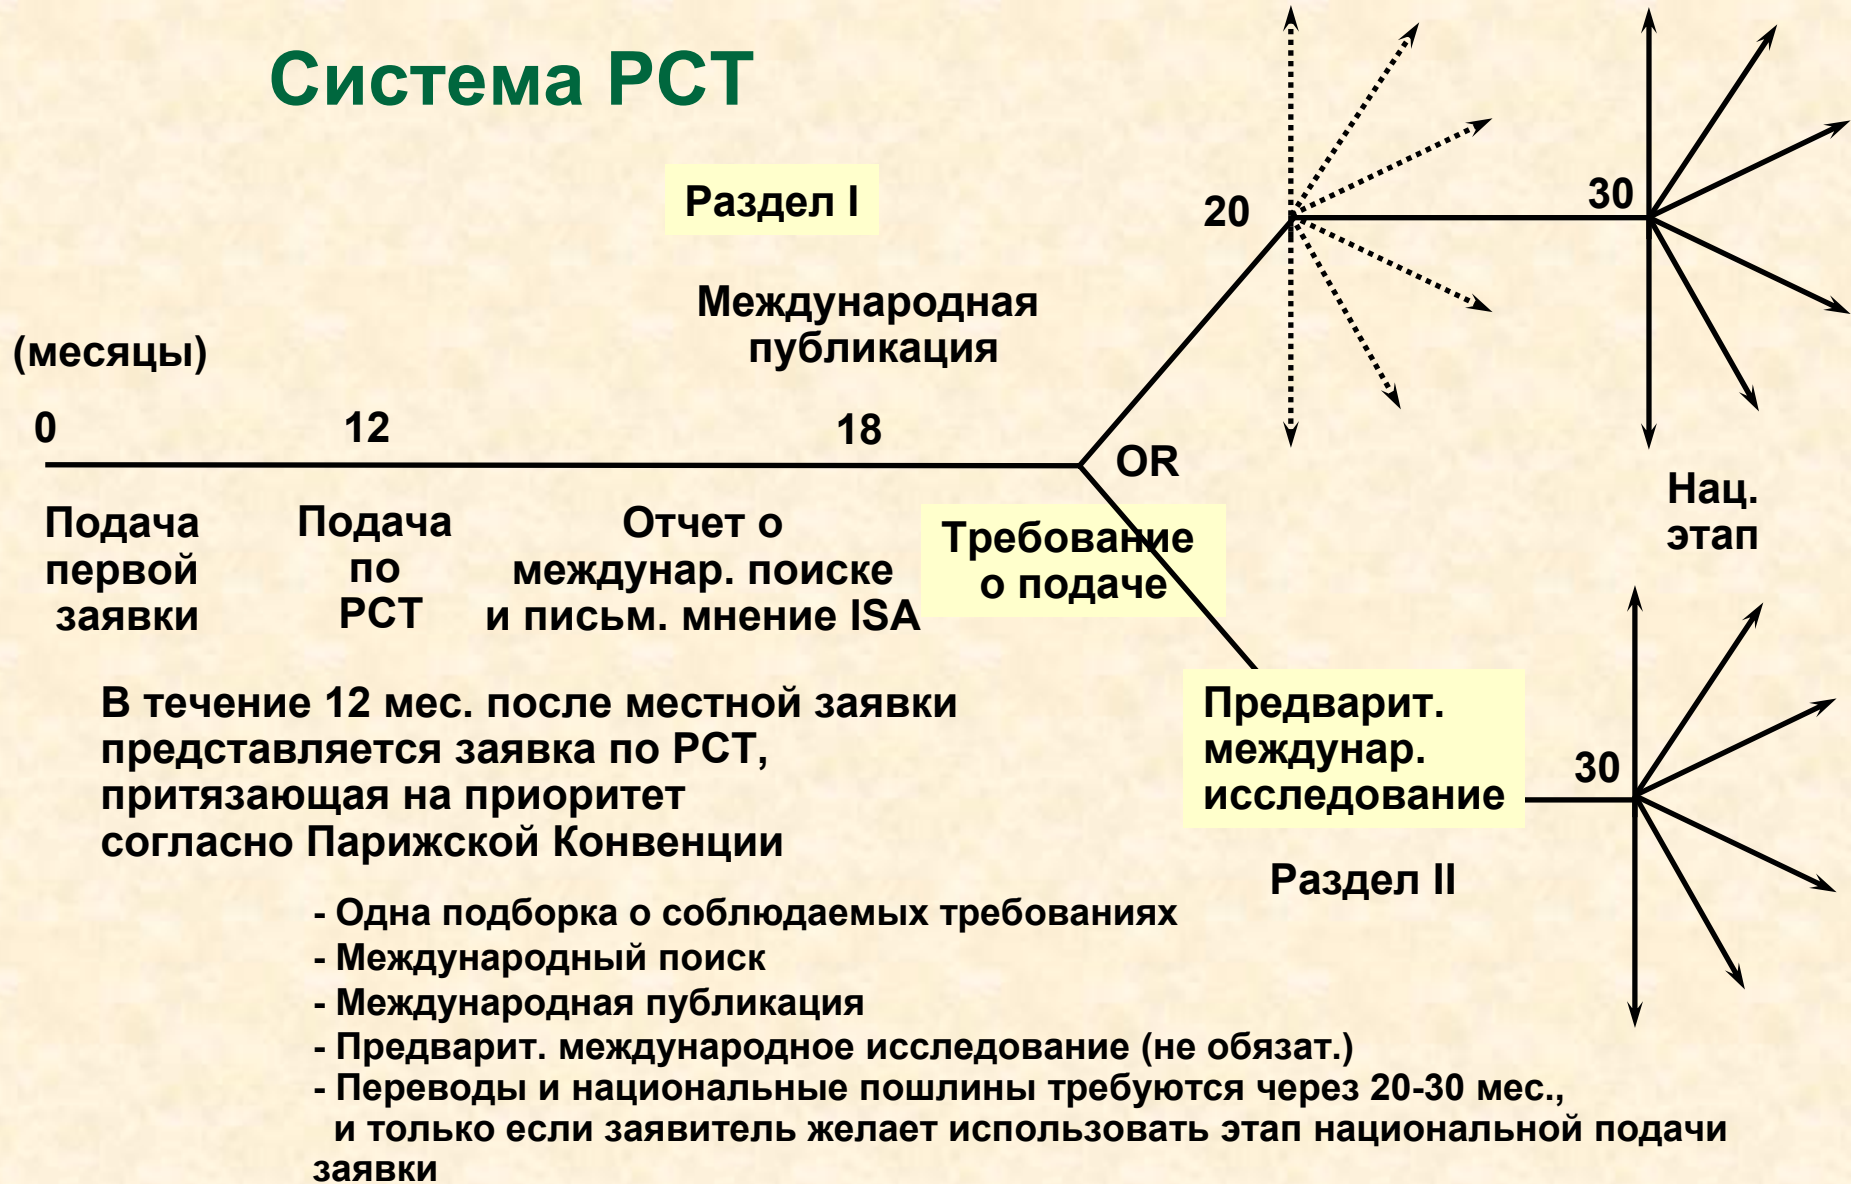 Система РСТ
Раздел I
20
30
Международная
публикация
(месяцы)
0
12
18
OR
Подача
первой
заявки
Подача
по
РСТ
Отчет о
междунар. поиске
и письм. мнение ISA
Требование
о подаче
Нац.
этап
В течение 12 мес. после местной заявки
представляется заявка по РСТ,
притязающая на приоритет
согласно Парижской Конвенции
Предварит.
междунар.
исследование
30
Раздел II
- Одна подборка о соблюдаемых требованиях
- Международный поиск
- Международная публикация
- Предварит. международное исследование (не обязат.)
- Переводы и национальные пошлины требуются через 20-30 мес.,
и только если заявитель желает использовать этап национальной подачи
заявки